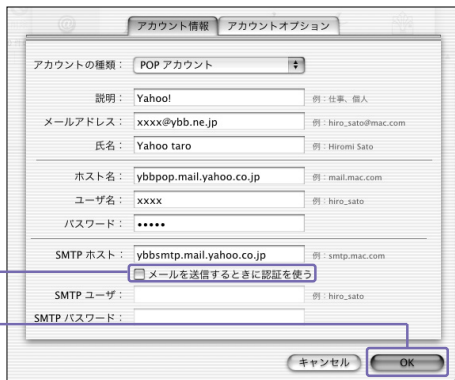 アカウント情報 アカウントオプション
アカウントの種類： POP アカウント
説明： Yahoo! 例：仕事、個人
メールアドレス： xxxx@ybb.ne.jp 例：hiro_sato@mac.com
氏名： Yahoo taro 例：Hiromi Sato
ホスト名： ybbpop.mail.yahoo.co.jp 例：mail.mac.com
ユーザ名： xxxx 例：hiro_sato
パスワード： •••••
SMTP ホスト： ybbsmtp.mail.yahoo.co.jp 例：smtp.mac.com
メールを送信するときに認証を使う
SMTP ユーザ： 例：hiro_sato
SMTP パスワード：
キャンセル OK